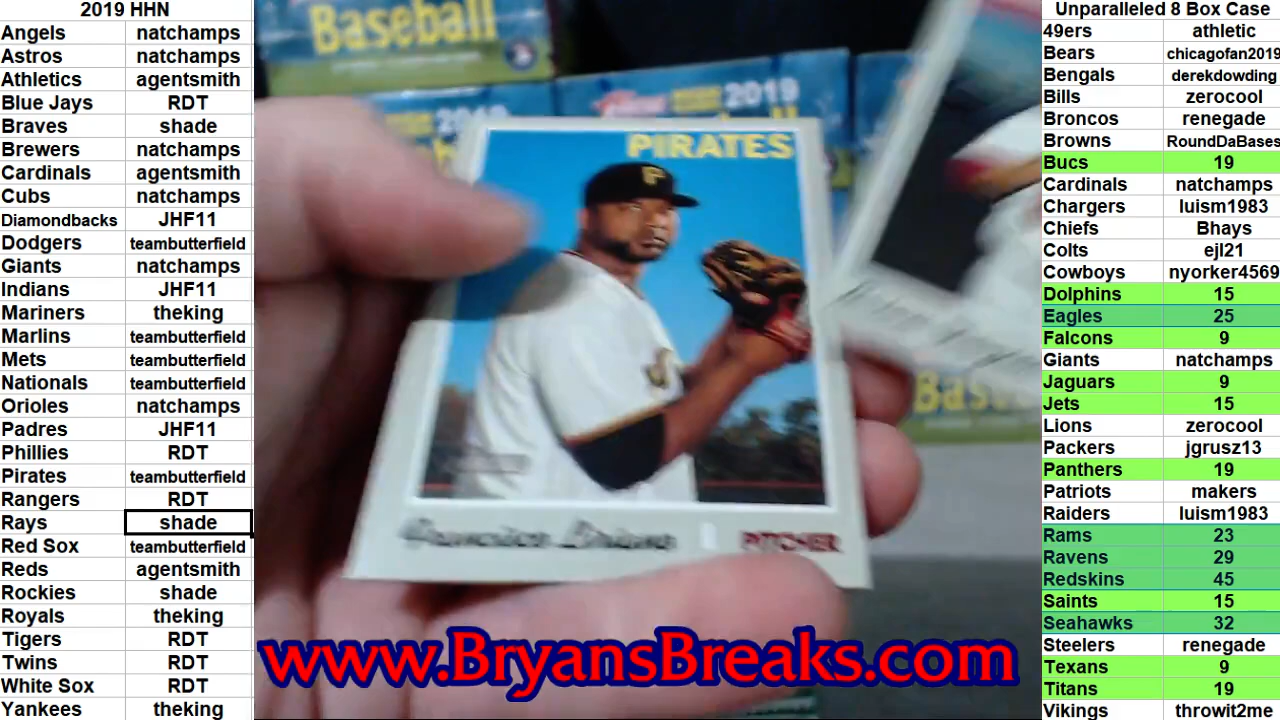 2019 HHN
Angels natchamps
Astros natchamps
Athletics agentsmith
Blue Jays RDT
Braves shade
Brewers natchamps
Cardinals agentsmith
Cubs natchamps
Diamondbacks JHF11
Dodgers teambutterfield
Giants natchamps
Indians JHF11
Mariners theking
Marlins teambutterfield
Mets teambutterfield
Nationals teambutterfield
Orioles natchamps
Padres JHF11
Phillies RDT
Pirates teambutterfield
Rangers RDT
Rays shade
Red Sox teambutterfield
Reds agentsmith
Rockies shade
Royals theking
Tigers RDT
Twins RDT
White Sox RDT
Yankees theking
Baseball
2019
2019
PIRATES
P
Francisco Liriano
PITCHER
Bas
www.BryansBreaks.com
Unparalleled 8 Box Case
49ers athletic
Bears chicagofan2019
Bengals derekdowding
Bills zerocool
Broncos renegade
Browns RoundDaBases
Bucs 19
Cardinals natchamps
Chargers luism1983
Chiefs Bhays
Colts ejl21
Cowboys nyorker4569
Dolphins 15
Eagles 25
Falcons 9
Giants natchamps
Jaguars 9
Jets 15
Lions zerocool
Packers jgrusz13
Panthers 19
Patriots makers
Raiders luism1983
Rams 23
Ravens 29
Redskins 45
Saints 15
Seahawks 32
Steelers renegade
Texans 9
Titans 19
Vikings throwit2me